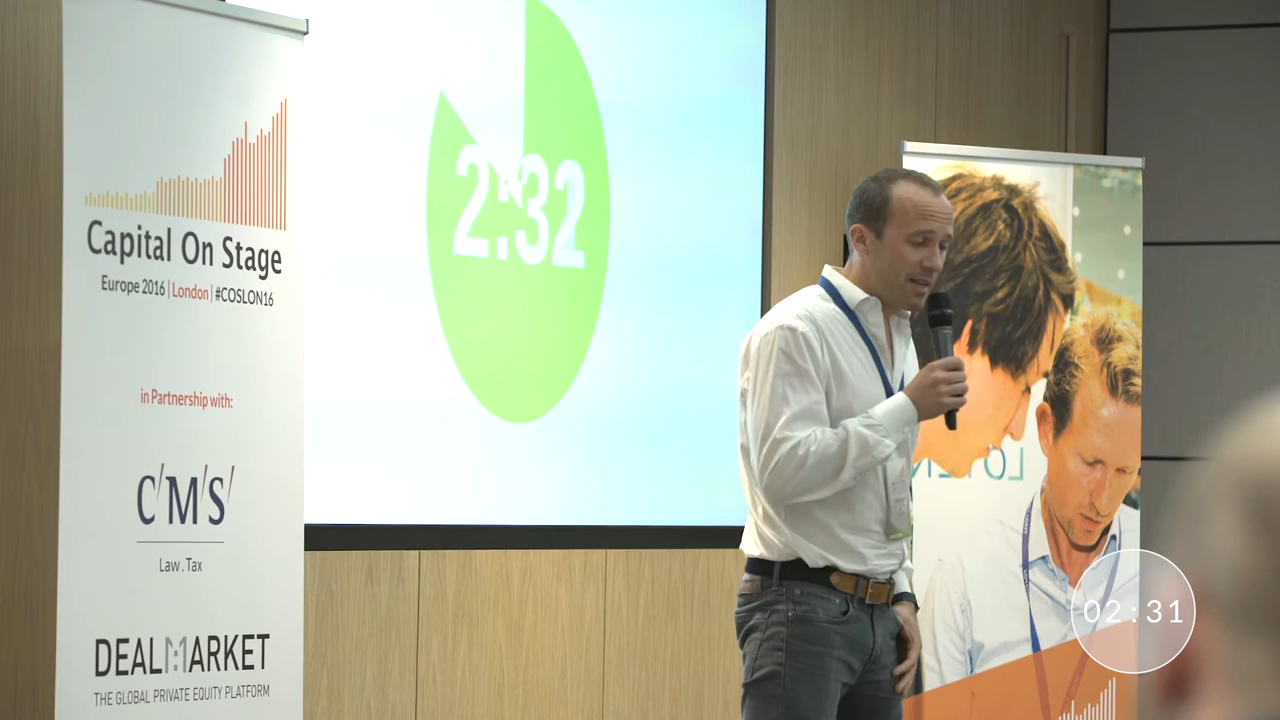 Capital On Stage
Europe 2016 | London | #COSLON16
in Partnership with:
C'M'S'
Law . Tax
DEALMARKET
THE GLOBAL PRIVATE EQUITY PLATFORM
2:32
02:31